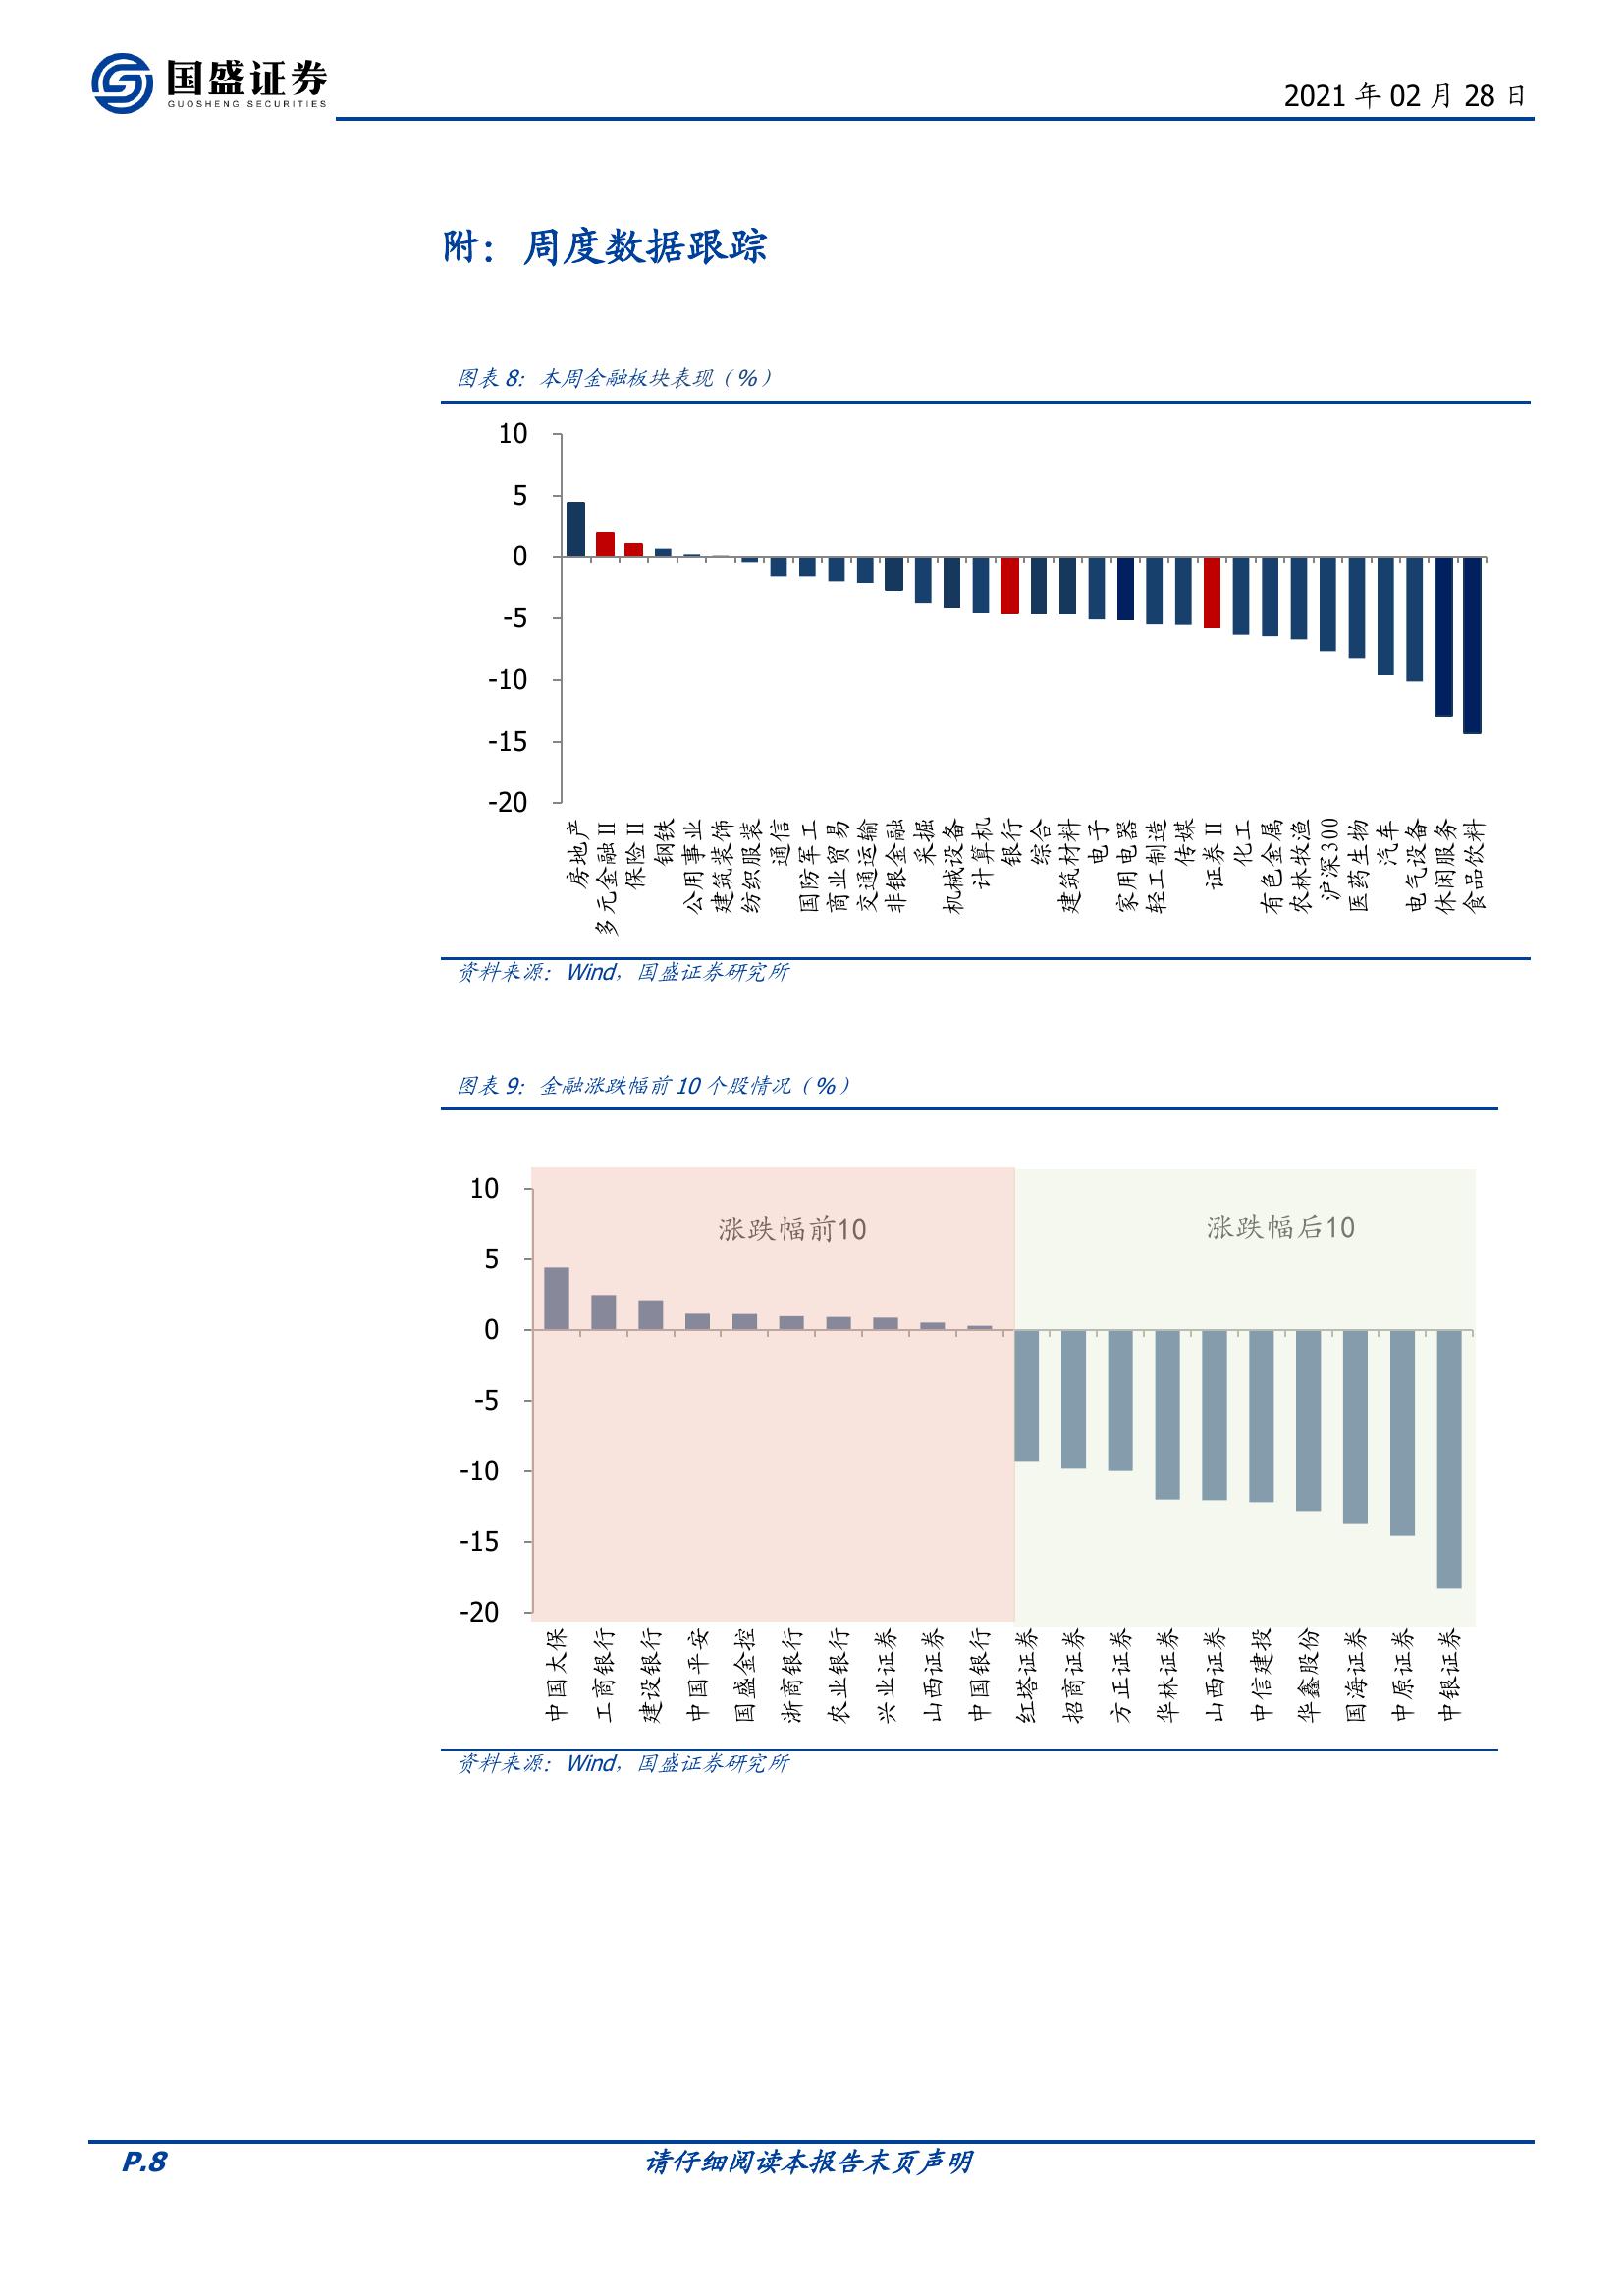 国盛证券
GUOSHENG SECURITIES
2021 年 02 月 28 日
附：周度数据跟踪
图表 8：本周金融板块表现（%）
10
5
0
-5
-10
-15
-20
房地产
多元金融Ⅱ
保险Ⅱ
钢铁
公用事业
建筑装饰
纺织服装
通信
国防军工
商业贸易
交通运输
非银金融
采掘
机械设备
计算机
银行
综合
建筑材料
电子
家用电器
轻工制造
传媒
证券Ⅱ
化工
有色金属
农林牧渔
沪深300
医药生物
汽车
电气设备
休闲服务
食品饮料
资料来源：Wind，国盛证券研究所
图表 9：金融涨跌幅前 10 个股情况（%）
涨跌幅前10
涨跌幅后10
10
5
0
-5
-10
-15
-20
中国太保
工商银行
建设银行
中国平安
国盛金控
浙商银行
农业银行
兴业证券
山西证券
中国银行
红塔证券
招商证券
方正证券
华林证券
山西证券
中信建投
华鑫股份
国海证券
中原证券
中银证券
资料来源：Wind，国盛证券研究所
P.8
请仔细阅读本报告末页声明